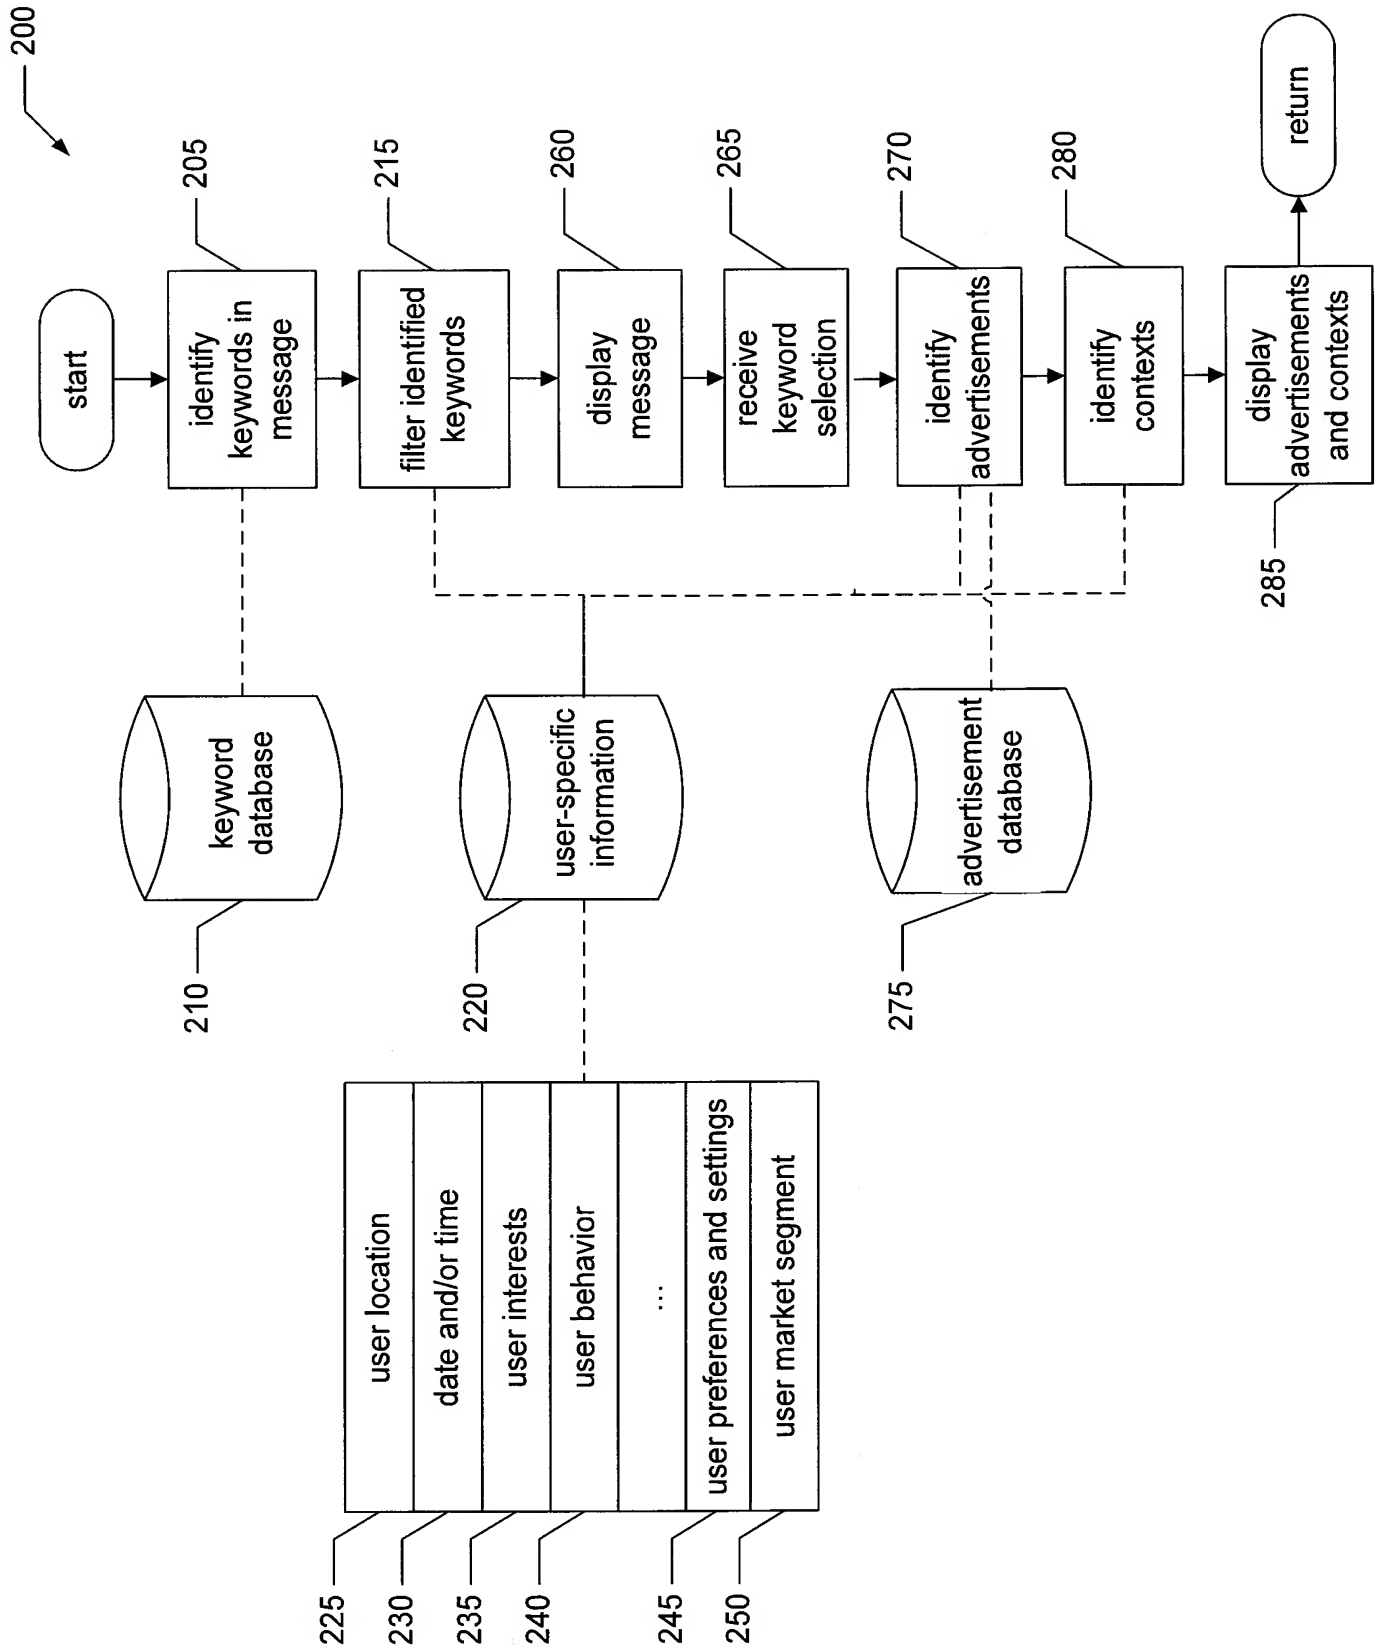 200
start
205
identify
keywords in
message
215
filter identified
keywords
260
display
message
265
receive
keyword
selection
270
identify
advertisements
280
identify
contexts
285
display
advertisements
and contexts
return
210
keyword
database
220
user-specific
information
275
advertisement
database
225
user location
230
date and/or time
235
user interests
240
user behavior
...
245
user preferences and settings
250
user market segment